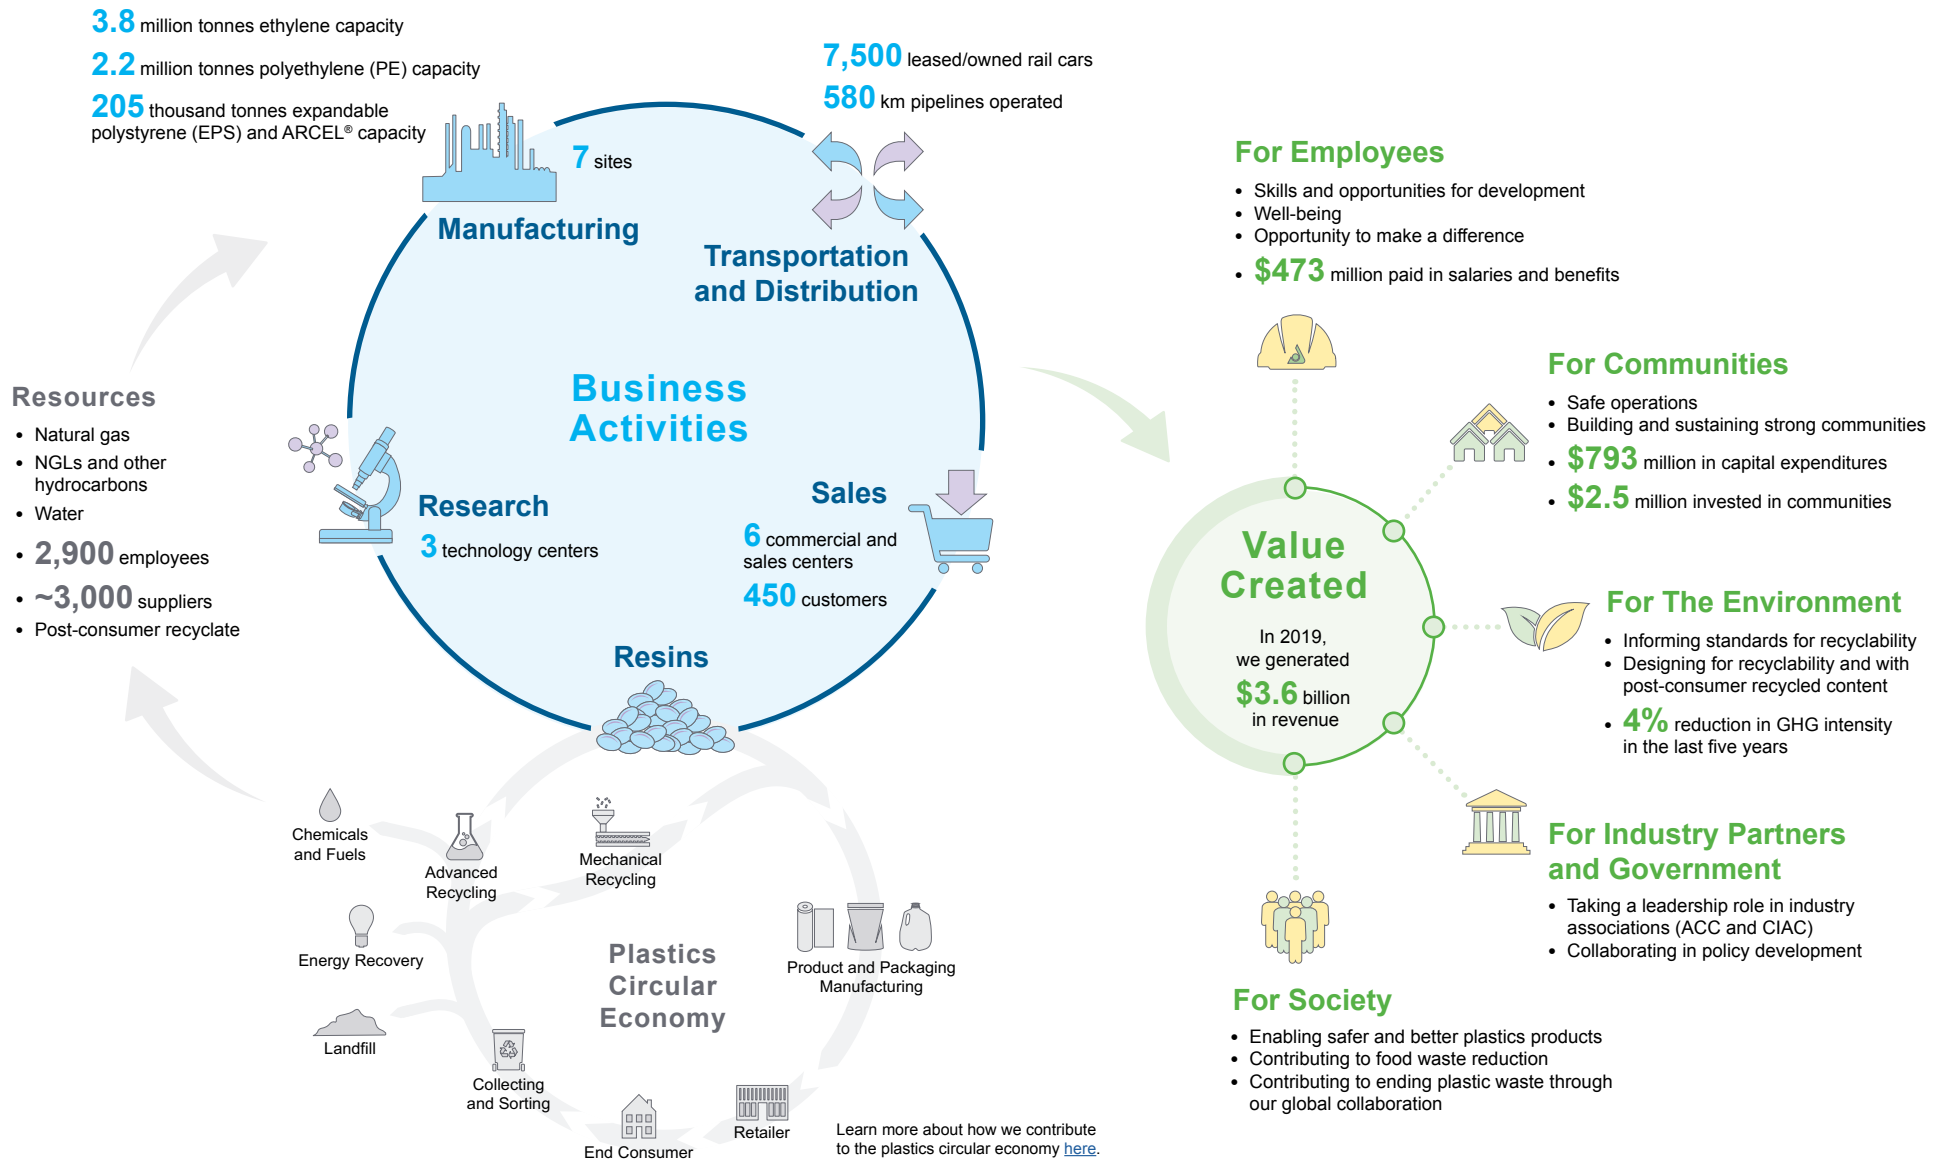 3.8 million tonnes ethylene capacity
2.2 million tonnes polyethylene (PE) capacity
205 thousand tonnes expandable
polystyrene (EPS) and ARCEL® capacity
7 sites
Manufacturing
7,500 leased/owned rail cars
580 km pipelines operated
Transportation
and Distribution
Business
Activities
Resources
• Natural gas
• NGLs and other
hydrocarbons
• Water
• 2,900 employees
• ~3,000 suppliers
• Post-consumer recyclate
Research
3 technology centers
Sales
6 commercial and
sales centers
450 customers
Resins
Chemicals
and Fuels
Advanced
Recycling
Mechanical
Recycling
Energy Recovery
Landfill
Collecting
and Sorting
End Consumer
Retailer
Product and Packaging
Manufacturing
Plastics
Circular
Economy
Learn more about how we contribute
to the plastics circular economy here.
Value
Created
In 2019,
we generated
$3.6 billion
in revenue
For Employees
• Skills and opportunities for development
• Well-being
• Opportunity to make a difference
• $473 million paid in salaries and benefits
For Communities
• Safe operations
• Building and sustaining strong communities
• $793 million in capital expenditures
• $2.5 million invested in communities
For The Environment
• Informing standards for recyclability
• Designing for recyclability and with
post-consumer recycled content
• 4% reduction in GHG intensity
in the last five years
For Industry Partners
and Government
• Taking a leadership role in industry
associations (ACC and CIAC)
• Collaborating in policy development
For Society
• Enabling safer and better plastics products
• Contributing to food waste reduction
• Contributing to ending plastic waste through
our global collaboration